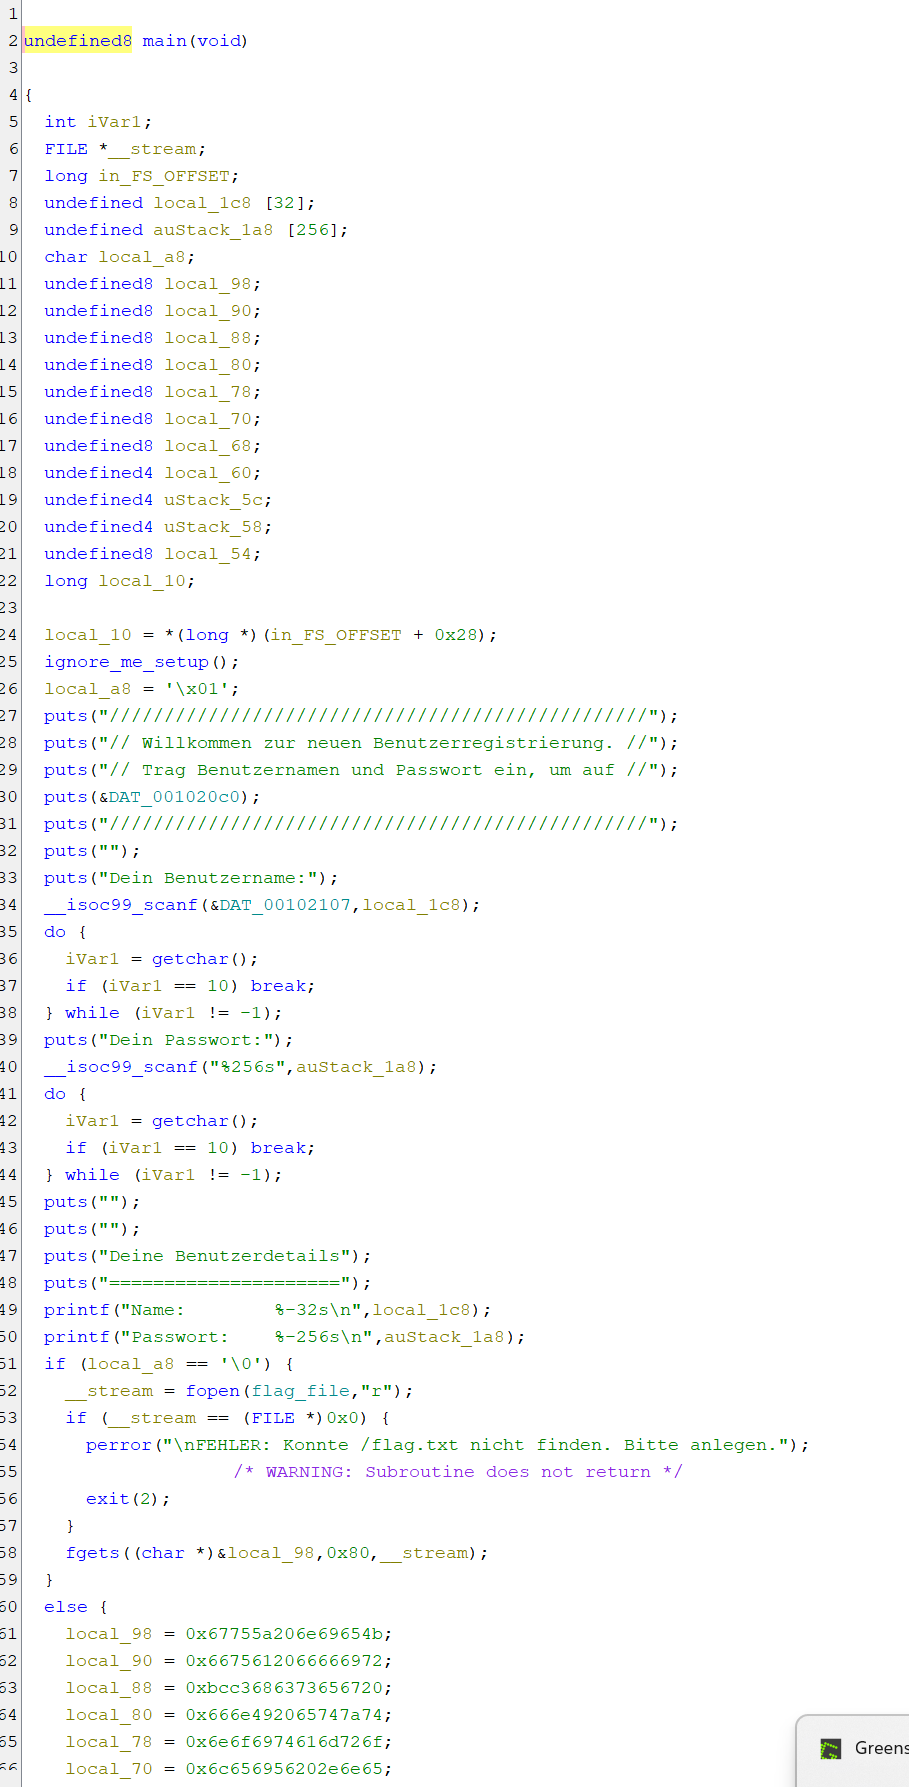 1
2 undefined8 main(void)
3
4 {
5 int iVar1;
6 FILE *__stream;
7 long in_FS_OFFSET;
8 undefined local_1c8 [32];
9 undefined auStack_1a8 [256];
10 char local_a8;
11 undefined8 local_98;
12 undefined8 local_90;
13 undefined8 local_88;
14 undefined8 local_80;
15 undefined8 local_78;
16 undefined8 local_70;
17 undefined8 local_68;
18 undefined4 local_60;
19 undefined4 uStack_5c;
20 undefined4 uStack_58;
21 undefined8 local_54;
22 long local_10;
23
24 local_10 = *(long *)(in_FS_OFFSET + 0x28);
25 ignore_me_setup();
26 local_a8 = '\x01';
27 puts("/////////////////////////////////////////////////");
28 puts("// Willkommen zur neuen Benutzerregistrierung. //");
29 puts("// Trag Benutzernamen und Passwort ein, um auf //");
30 puts(&DAT_001020c0);
31 puts("/////////////////////////////////////////////////");
32 puts("");
33 puts("Dein Benutzername:");
34 __isoc99_scanf(&DAT_00102107,local_1c8);
35 do {
36 iVar1 = getchar();
37 if (iVar1 == 10) break;
38 } while (iVar1 != -1);
39 puts("Dein Passwort:");
40 __isoc99_scanf("%256s",auStack_1a8);
41 do {
42 iVar1 = getchar();
43 if (iVar1 == 10) break;
44 } while (iVar1 != -1);
45 puts("");
46 puts("");
47 puts("Deine Benutzerdetails");
48 puts("=====================");
49 printf("Name:        %-32s\n",local_1c8);
50 printf("Passwort:    %-256s\n",auStack_1a8);
51 if (local_a8 == '\0') {
52 __stream = fopen(flag_file,"r");
53 if (__stream == (FILE *)0x0) {
54 perror("\nFEHLER: Konnte /flag.txt nicht finden. Bitte anlegen.");
55 /* WARNING: Subroutine does not return */
56 exit(2);
57 }
58 fgets((char *)&local_98,0x80,__stream);
59 }
60 else {
61 local_98 = 0x67755a206e69654b;
62 local_90 = 0x6675612066666972;
63 local_88 = 0xbcc3686373656720;
64 local_80 = 0x666e492065747a74;
65 local_78 = 0x6e6f6974616d726f;
66 local_70 = 0x6c656956202e6e65;
Greens